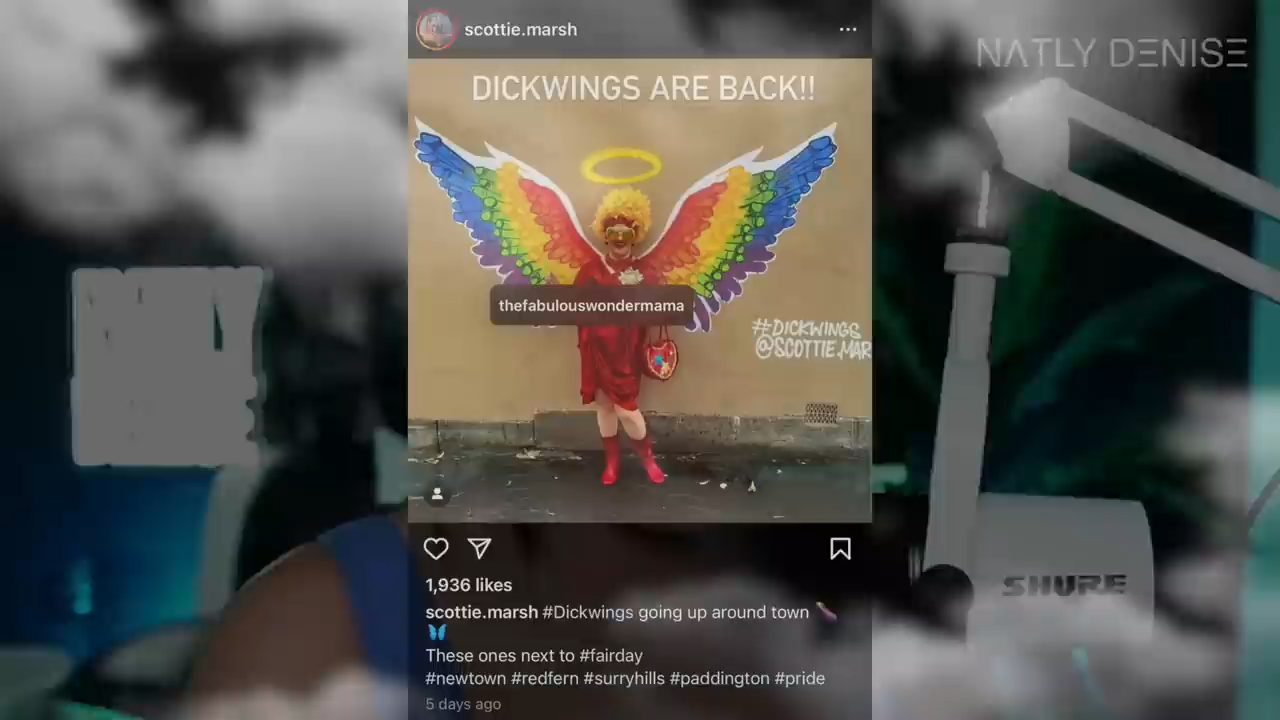 scottie.marsh
NATLY DENISE
DICKWINGS ARE BACK!!
thefabulouswondermama
#DICKWINGS
@SCOTTIE.MAR
SHURE
1,936 likes
scottie.marsh #Dickwings going up around town 🍆
🦋
These ones next to #fairday
#newtown #redfern #surryhills #paddington #pride
5 days ago